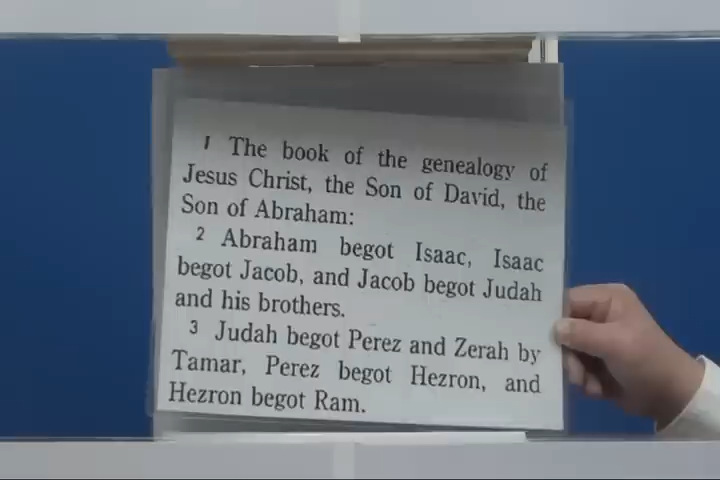 1 The book of the genealogy of
Jesus Christ, the Son of David, the
Son of Abraham:
2 Abraham begot Isaac, Isaac
begot Jacob, and Jacob begot Judah
and his brothers.
3 Judah begot Perez and Zerah by
Tamar, Perez begot Hezron, and
Hezron begot Ram.